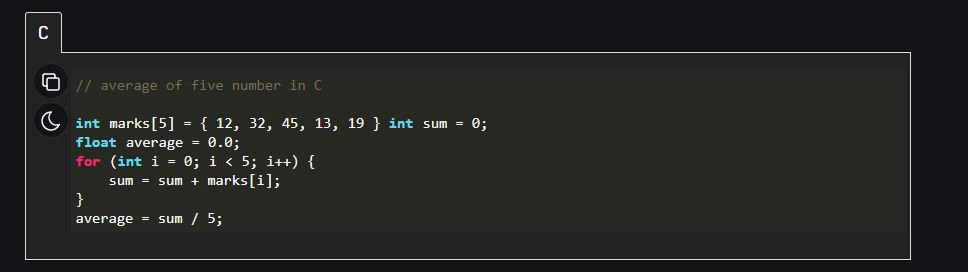 C
// average of five number in C
int marks[5] = { 12, 32, 45, 13, 19 } int sum = 0;
float average = 0.0;
for (int i = 0; i < 5; i++) {
    sum = sum + marks[i];
}
average = sum / 5;